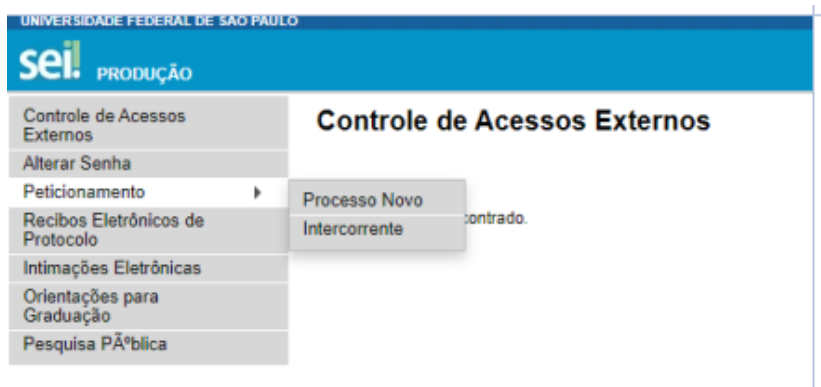 UNIVERSIDADE FEDERAL DE SÃO PAULO
sei! PRODUÇÃO
Controle de Acessos
Externos
Alterar Senha
Peticionamento
Recibos Eletrônicos de
Protocolo
Intimações Eletrônicas
Orientações para
Graduação
Pesquisa PÃºblica
Controle de Acessos Externos
Processo Novo
Intercorrente
contrado.